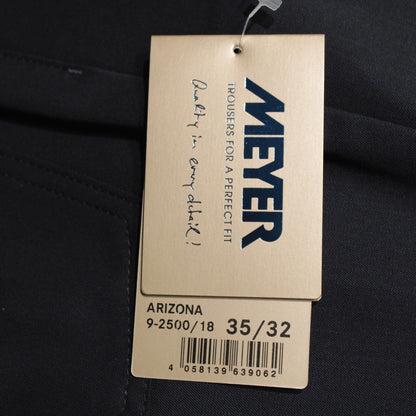 MEYER
TROUSERS FOR A PERFECT FIT
Quality in every detail!
ARIZONA
9-2500/18 35/32
4 058139 639062